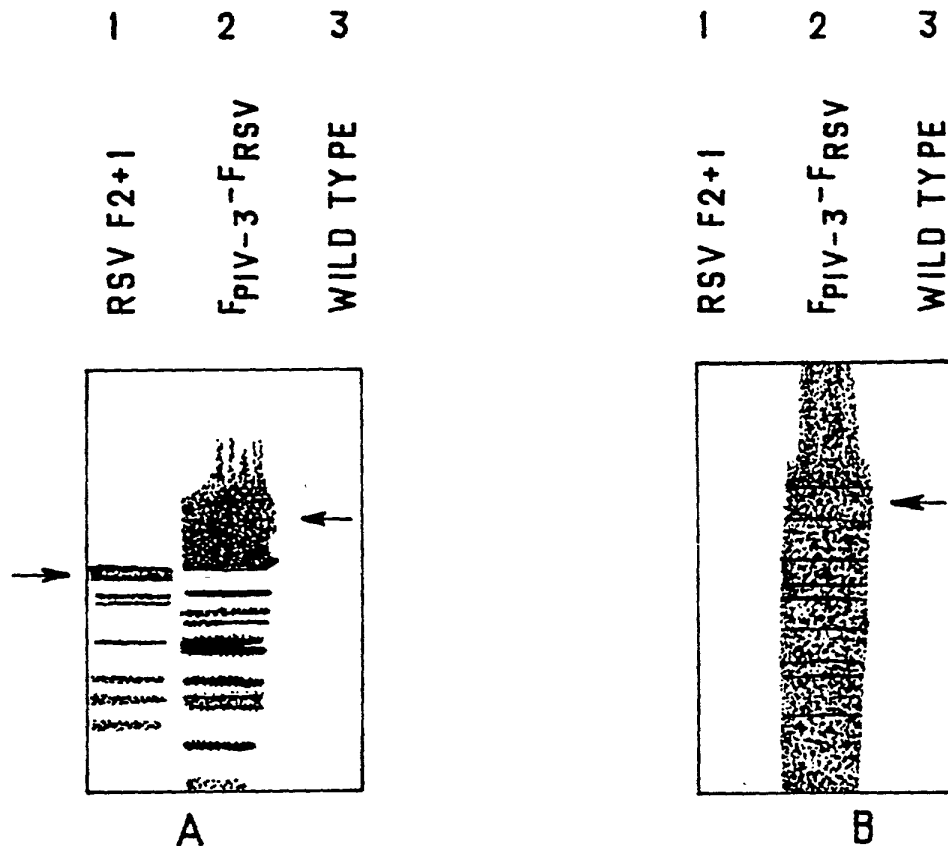 1 2 3
RSV F2+1
FPIV-3-FRSV
WILD TYPE
A
1 2 3
RSV F2+1
FPIV-3-FRSV
WILD TYPE
B